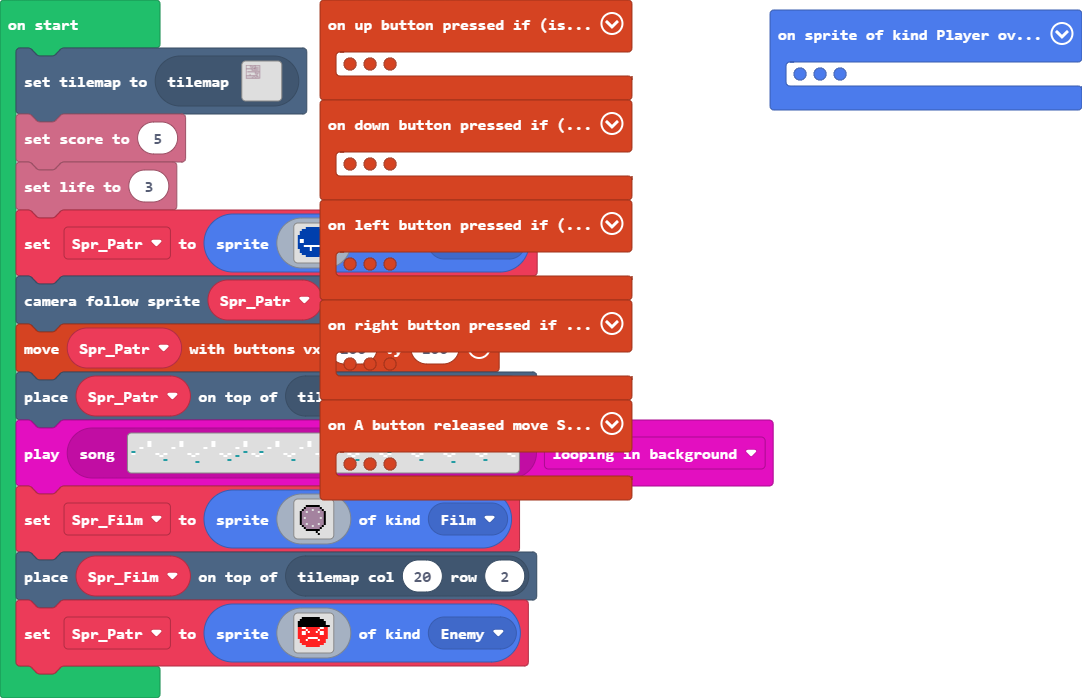 on start
set tilemap to tilemap
set score to 5
set life to 3
set Spr_Patr to sprite
camera follow sprite Spr_Patr
move Spr_Patr with buttons vx
place Spr_Patr on top of
play song looping in background
set Spr_Film to sprite of kind Film
place Spr_Film on top of tilemap col 20 row 2
set Spr_Patr to sprite of kind Enemy
on up button pressed if (is...
on down button pressed if (...
on left button pressed if (...
on right button pressed if ...
on A button released move S...
on sprite of kind Player ov...